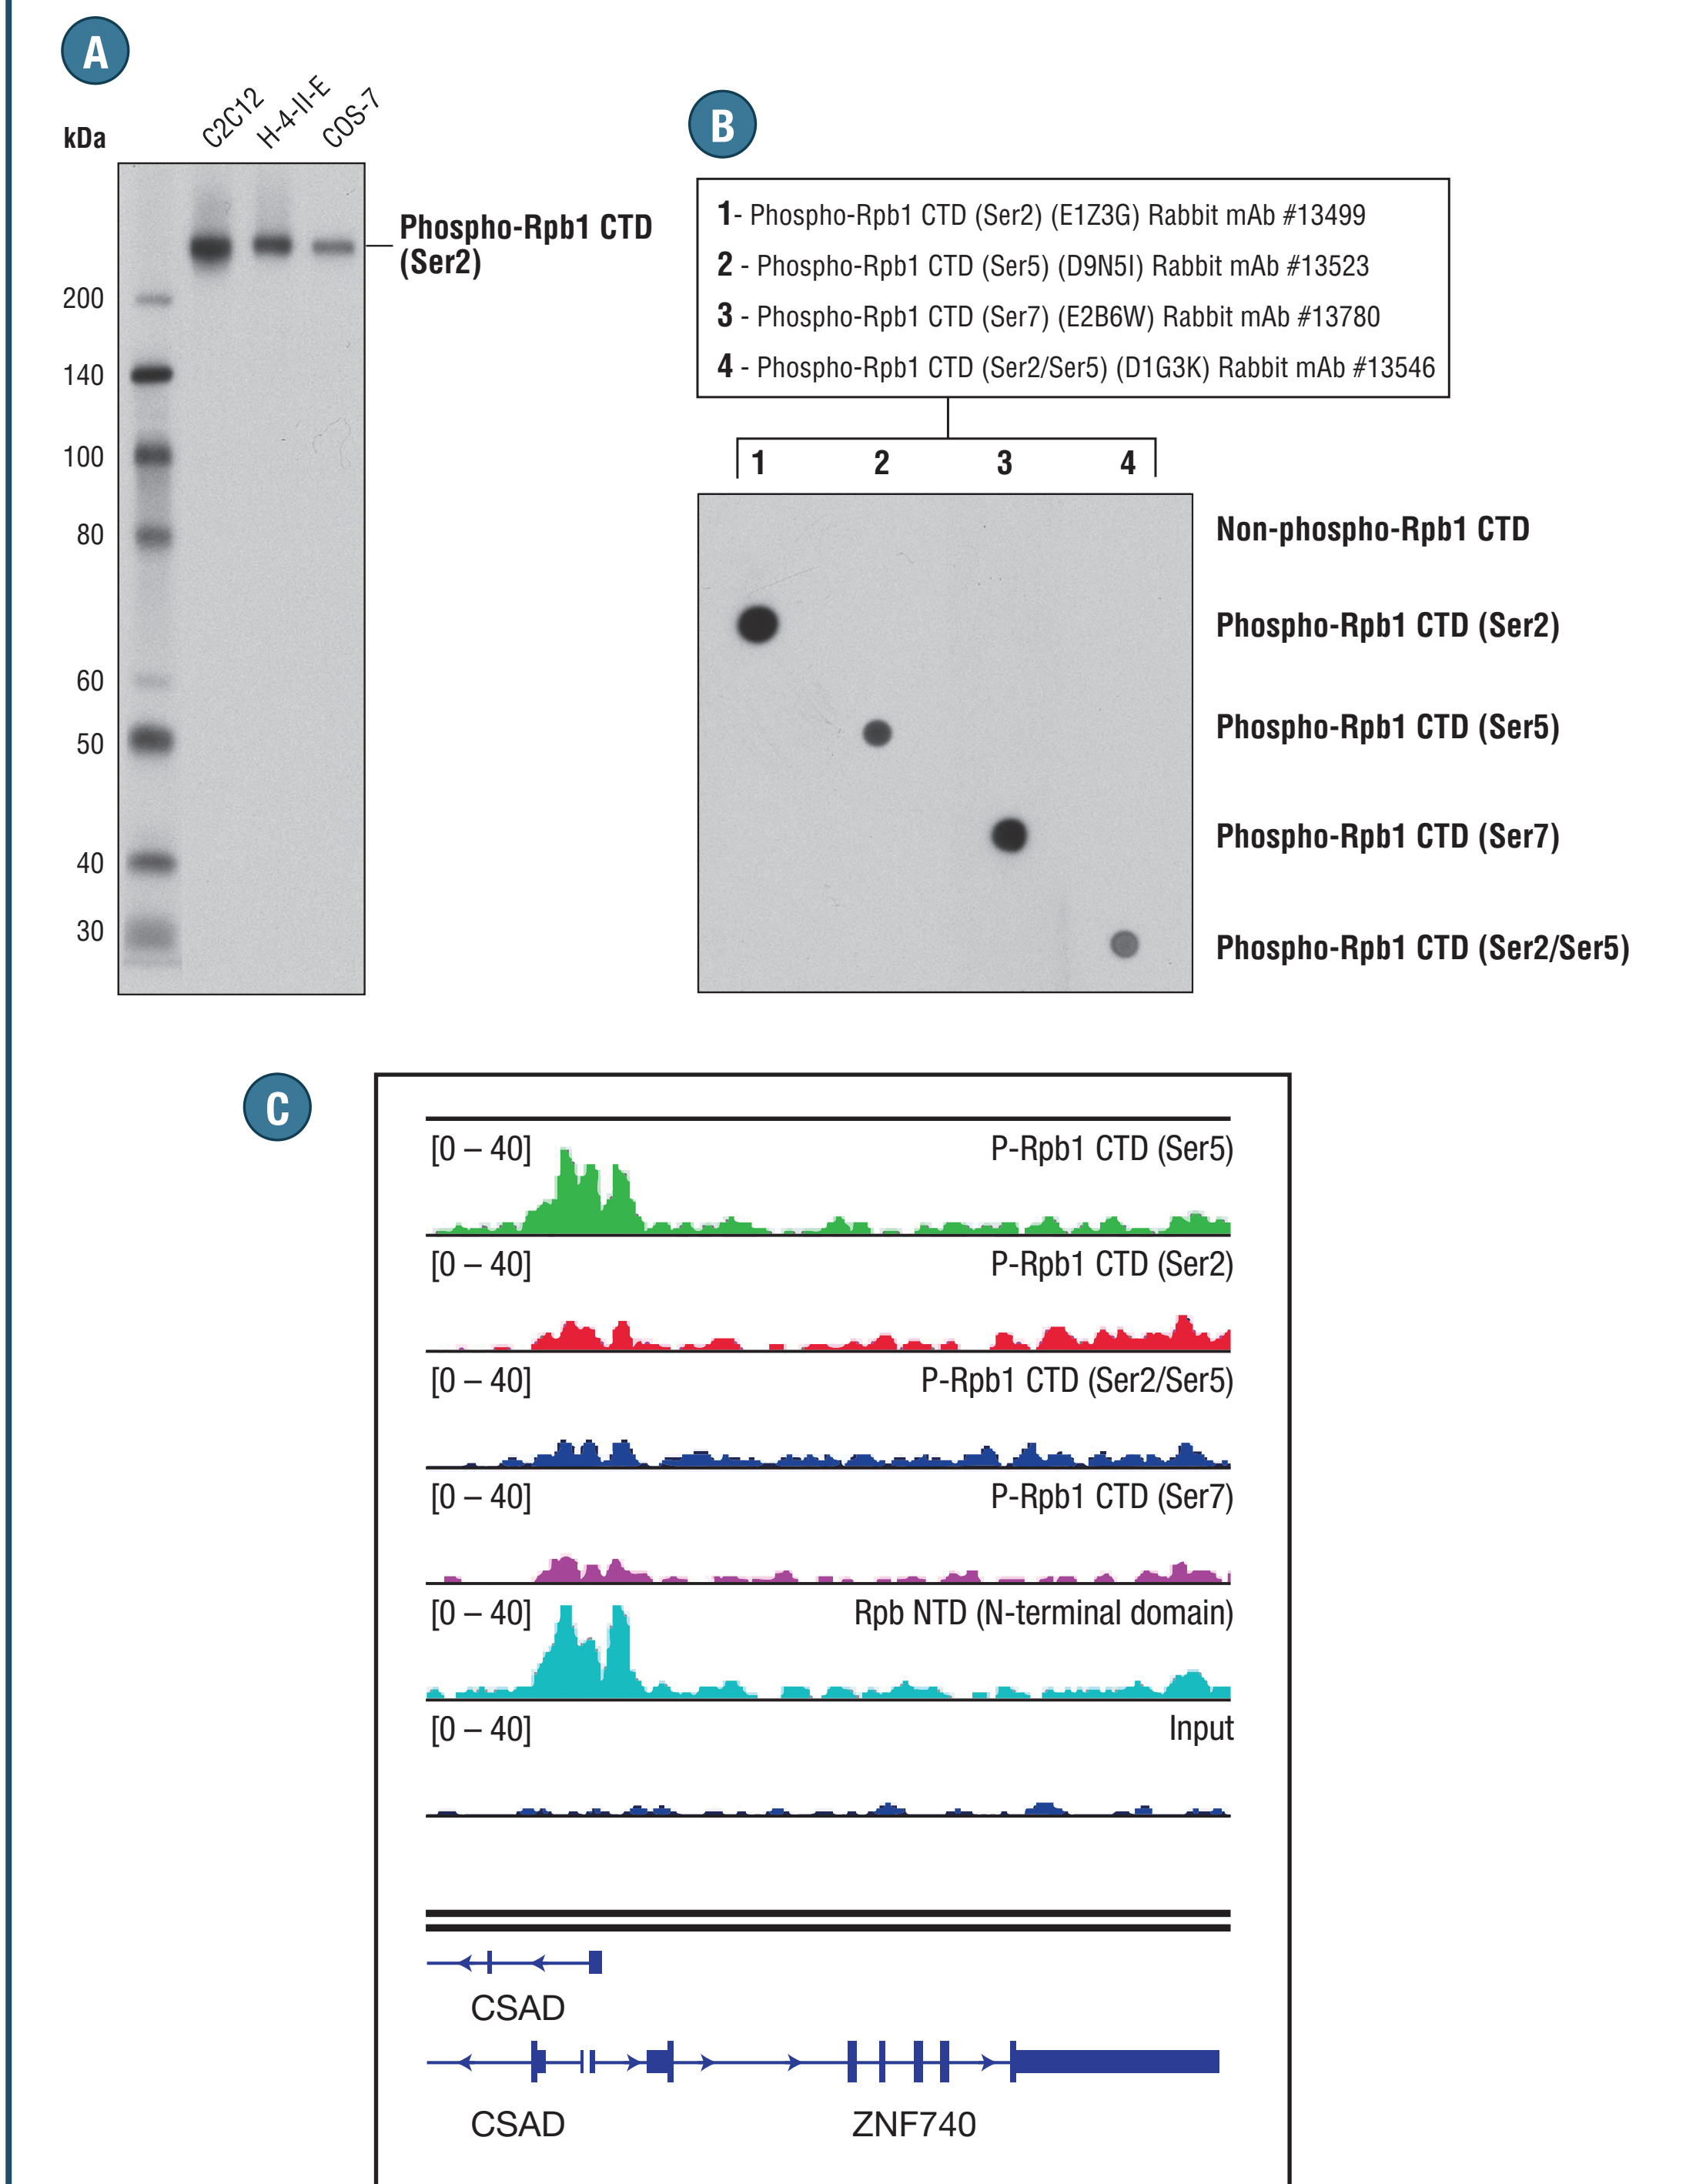 A
kDa
C2C12
H-4-II-E
COS-7
Phospho-Rpb1 CTD
(Ser2)
200
140
100
80
60
50
40
30
B
1- Phospho-Rpb1 CTD (Ser2) (E1Z3G) Rabbit mAb #13499
2 - Phospho-Rpb1 CTD (Ser5) (D9N5I) Rabbit mAb #13523
3 - Phospho-Rpb1 CTD (Ser7) (E2B6W) Rabbit mAb #13780
4 - Phospho-Rpb1 CTD (Ser2/Ser5) (D1G3K) Rabbit mAb #13546
1 2 3 4
Non-phospho-Rpb1 CTD
Phospho-Rpb1 CTD (Ser2)
Phospho-Rpb1 CTD (Ser5)
Phospho-Rpb1 CTD (Ser7)
Phospho-Rpb1 CTD (Ser2/Ser5)
C
[0 – 40] P-Rpb1 CTD (Ser5)
[0 – 40] P-Rpb1 CTD (Ser2)
[0 – 40] P-Rpb1 CTD (Ser2/Ser5)
[0 – 40] P-Rpb1 CTD (Ser7)
[0 – 40] Rpb NTD (N-terminal domain)
[0 – 40] Input
CSAD
CSAD ZNF740